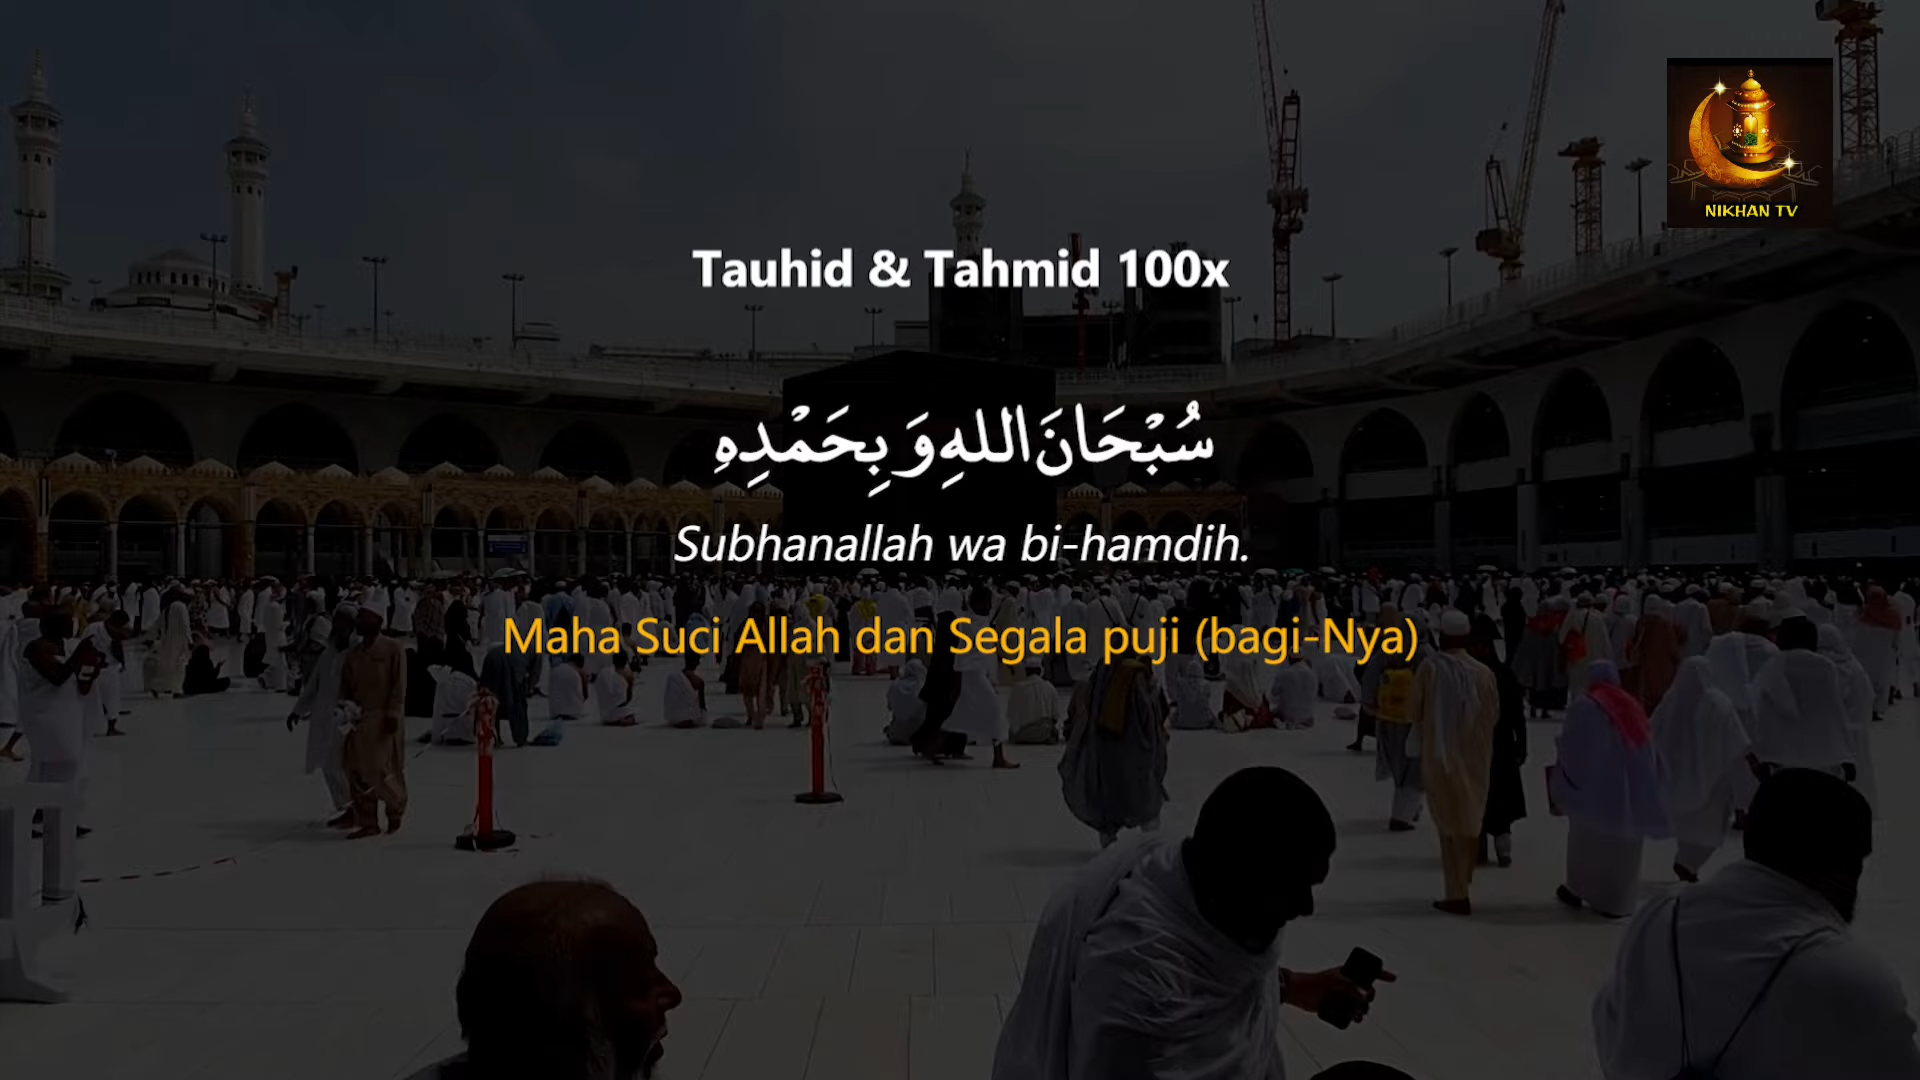 NIKHAN TV
Tauhid & Tahmid 100x
سُبْحَانَ اللهِ وَ بِحَمْدِهِ
Subhanallah wa bi-hamdih.
Maha Suci Allah dan Segala puji (bagi-Nya)